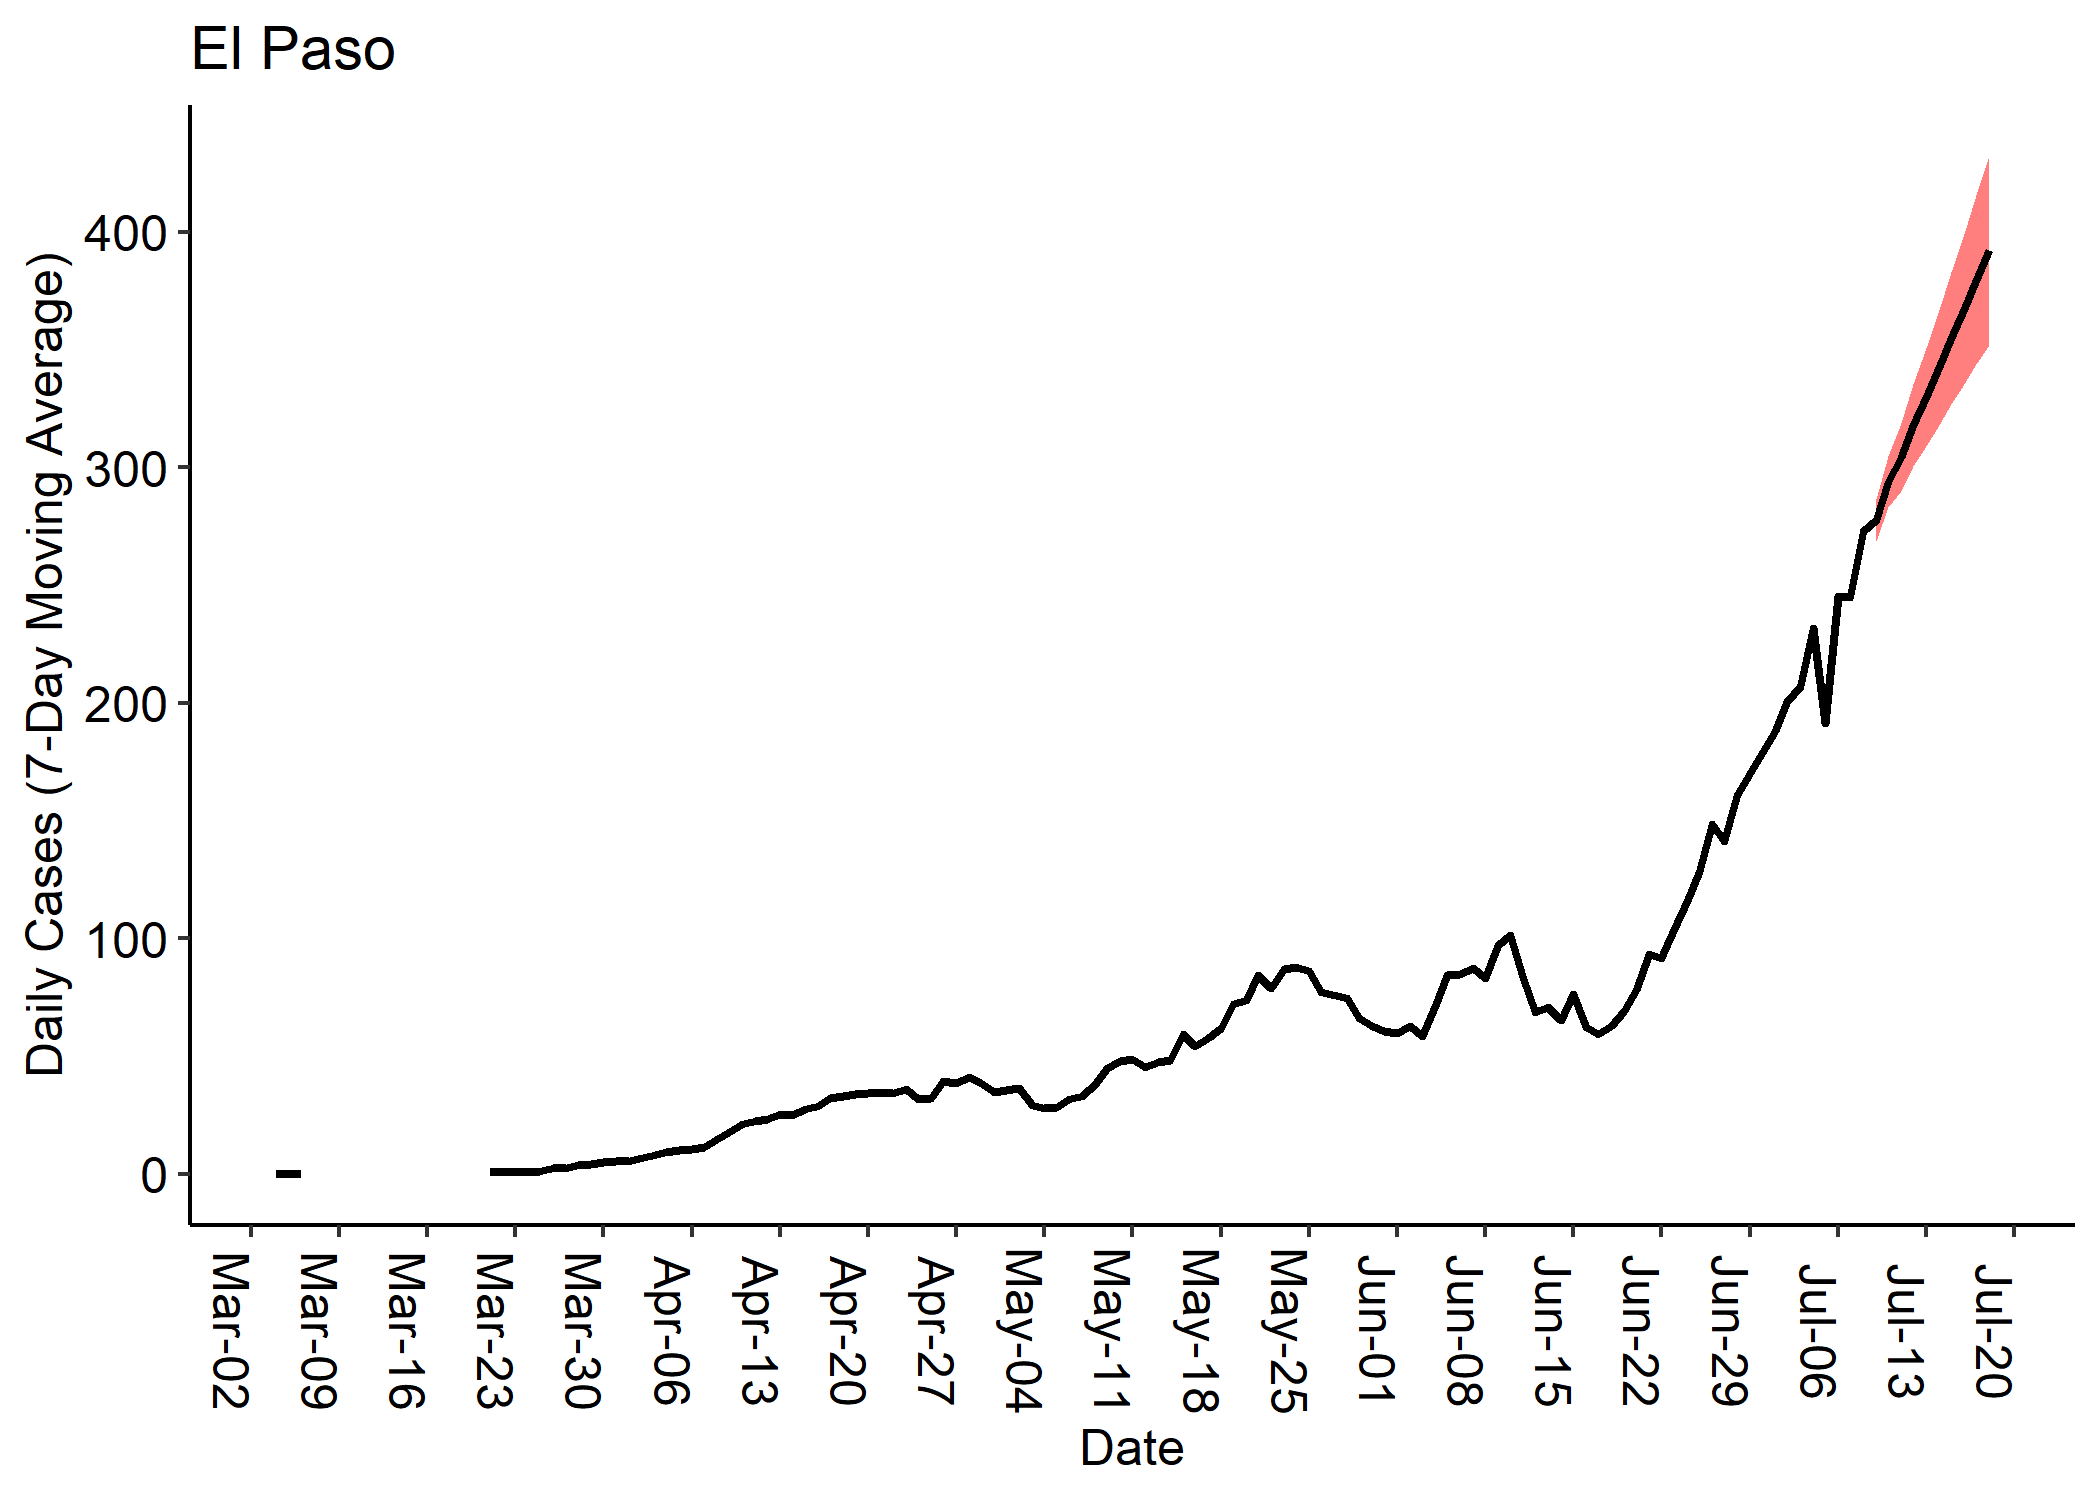 El Paso
Daily Cases (7-Day Moving Average)
400
300
200
100
0
Mar-02
Mar-09
Mar-16
Mar-23
Mar-30
Apr-06
Apr-13
Apr-20
Apr-27
May-04
May-11
May-18
May-25
Jun-01
Jun-08
Jun-15
Jun-22
Jun-29
Jul-06
Jul-13
Jul-20
Date